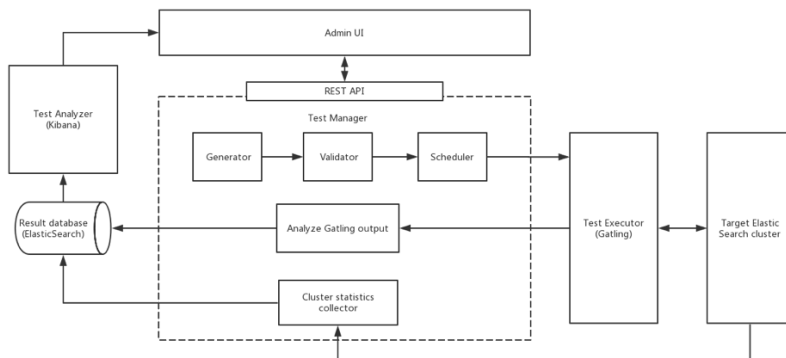 Admin UI
REST API
Test Manager
Test Analyzer
(Kibana)
Generator
Validator
Scheduler
Result database
(ElasticSearch)
Analyze Gatling output
Test Executor
(Gatling)
Target Elastic
Search cluster
Cluster statistics
collector